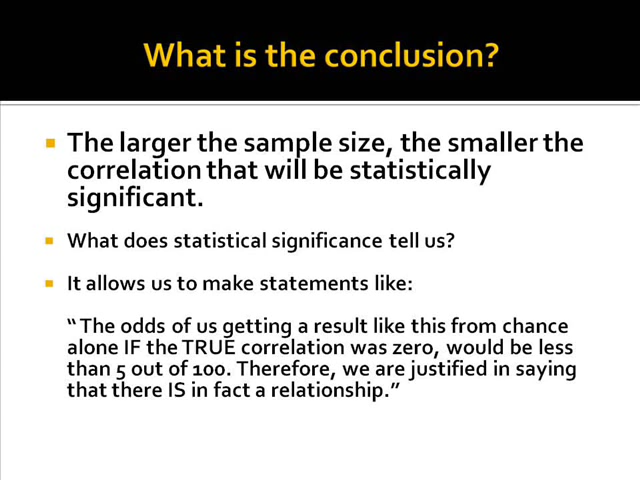 What is the conclusion?
The larger the sample size, the smaller the
correlation that will be statistically
significant.
What does statistical significance tell us?
It allows us to make statements like:
“ The odds of us getting a result like this from chance
alone IF the TRUE correlation was zero, would be less
than 5 out of 100. Therefore, we are justified in saying
that there IS in fact a relationship.”